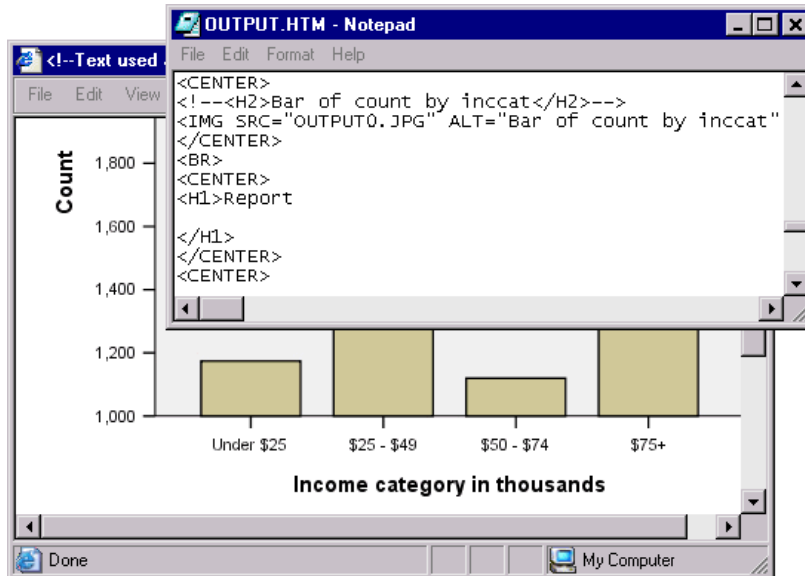 OUTPUT.HTM - Notepad
File Edit Format Help
<CENTER>
<!--<H2>Bar of count by inccat</H2>-->
<IMG SRC="OUTPUT0.JPG" ALT="Bar of count by inccat"
</CENTER>
<BR>
<CENTER>
<H1>Report
</H1>
</CENTER>
<CENTER>
<!--Text used
File Edit View
Count
1,800
1,600
1,400
1,200
1,000
Under $25 $25 - $49 $50 - $74 $75+
Income category in thousands
Done My Computer